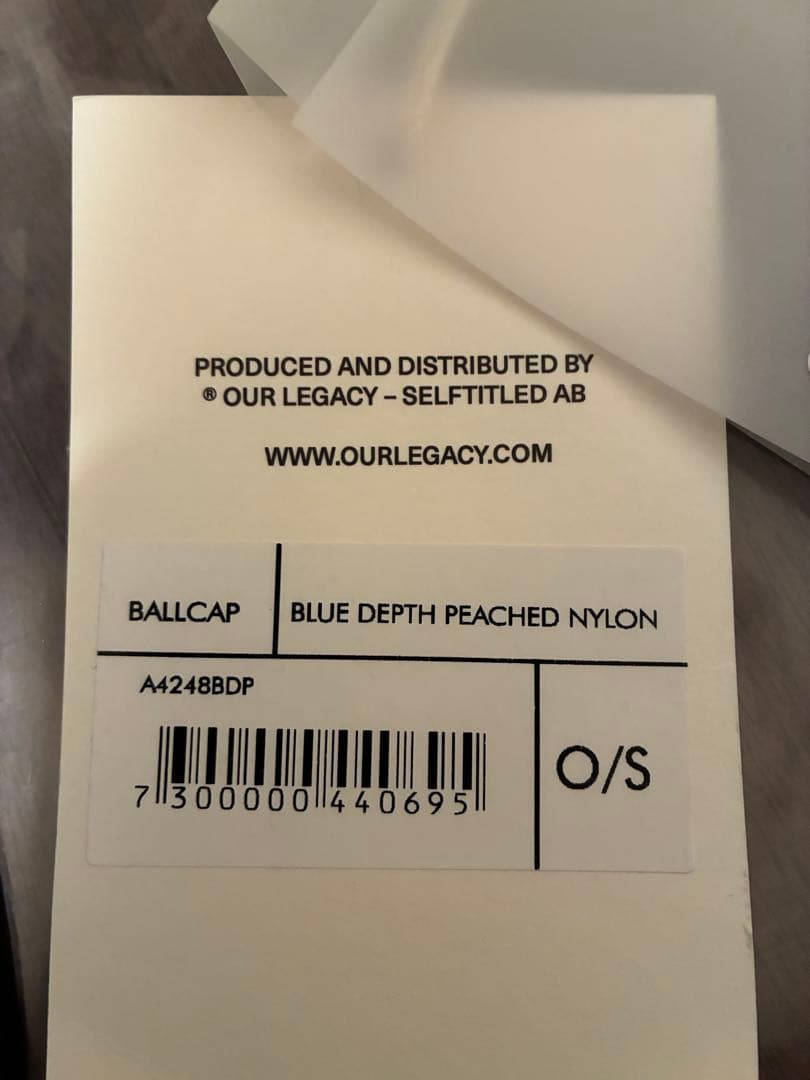 PRODUCED AND DISTRIBUTED BY
® OUR LEGACY – SELFTITLED AB
WWW.OURLEGACY.COM
BALLCAP
BLUE DEPTH PEACHED NYLON
A4248BDP
7 300000 440695
O/S